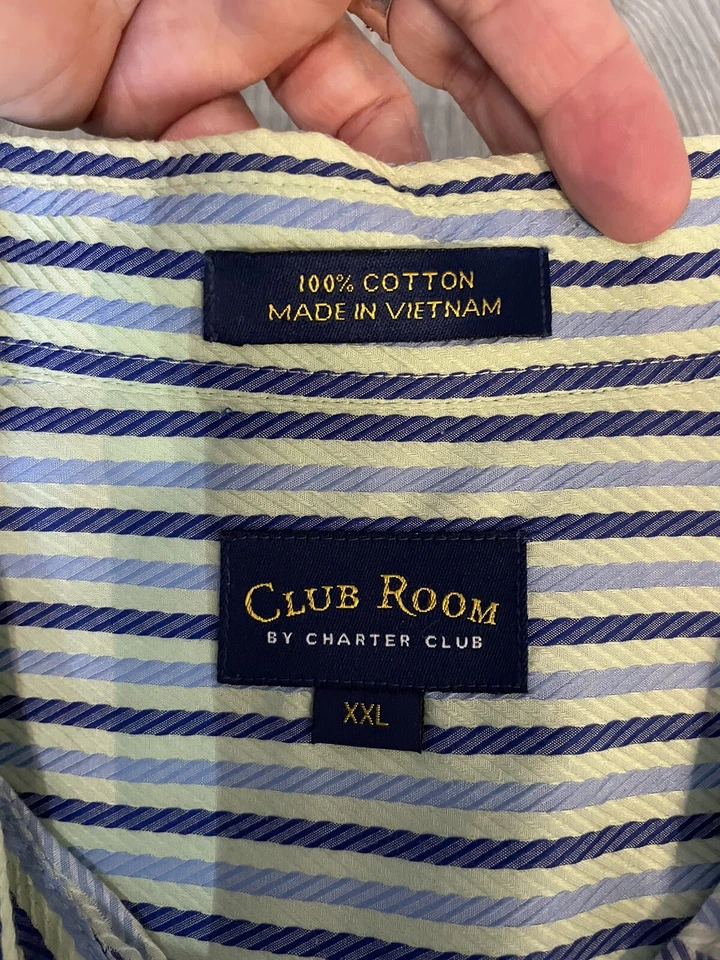 100% COTTON
MADE IN VIETNAM
CLUB ROOM
BY CHARTER CLUB
XXL